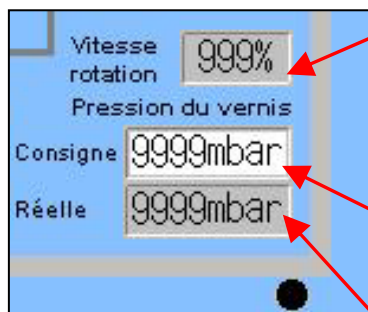 Vitesse rotation 999%
Pression du vernis
Consigne 9999mbar
Réelle 9999mbar